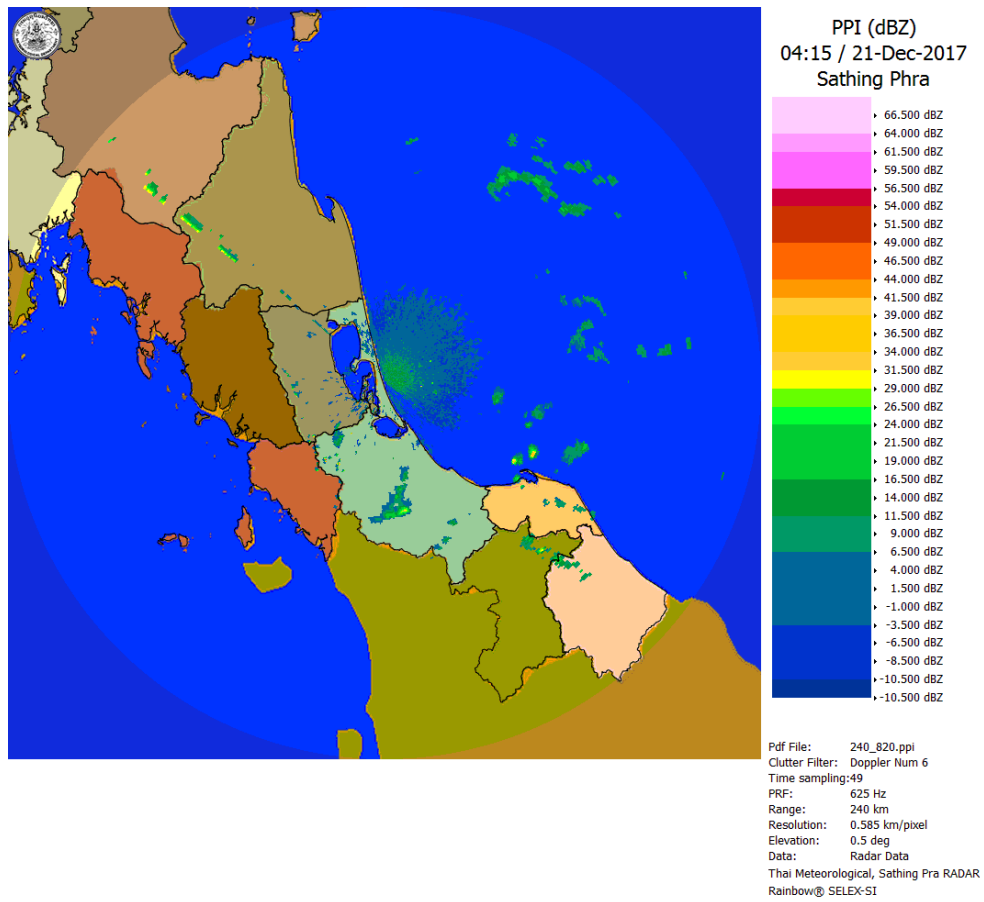 PPI (dBZ)
04:15 / 21-Dec-2017
Sathing Phra
66.500 dBZ
64.000 dBZ
61.500 dBZ
59.500 dBZ
56.500 dBZ
54.000 dBZ
51.500 dBZ
49.000 dBZ
46.500 dBZ
44.000 dBZ
41.500 dBZ
39.000 dBZ
36.500 dBZ
34.000 dBZ
31.500 dBZ
29.000 dBZ
26.500 dBZ
24.000 dBZ
21.500 dBZ
19.000 dBZ
16.500 dBZ
14.000 dBZ
11.500 dBZ
9.000 dBZ
6.500 dBZ
4.000 dBZ
1.500 dBZ
-1.000 dBZ
-3.500 dBZ
-6.500 dBZ
-8.500 dBZ
-10.500 dBZ
-10.500 dBZ
Pdf File: 240_820.ppi
Clutter Filter: Doppler Num 6
Time sampling:49
PRF: 625 Hz
Range: 240 km
Resolution: 0.585 km/pixel
Elevation: 0.5 deg
Data: Radar Data
Thai Meteorological, Sathing Pra RADAR
Rainbow® SELEX-SI